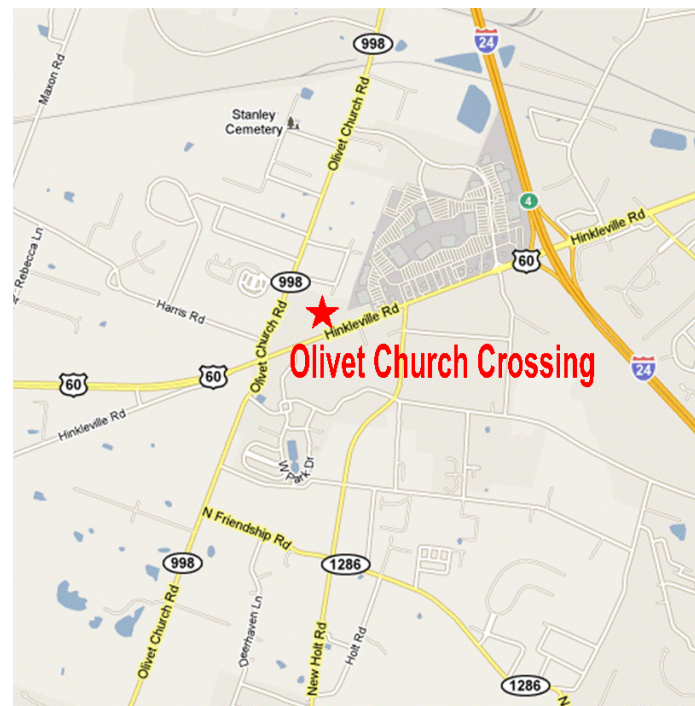 998
24
Maxon Rd
Stanley
Cemetery
Olivet Church Rd
4
Hinkleville Rd
60
Rebecca Ln
998
Harris Rd
Hinkleville Rd
Olivet Church Rd
Olivet Church Crossing
24
60
60
Hinkleville Rd
W Park Dr
N Friendship Rd
998
1286
Olivet Church Rd
Deerhaven Ln
New Holt Rd
Holt Rd
1286
N